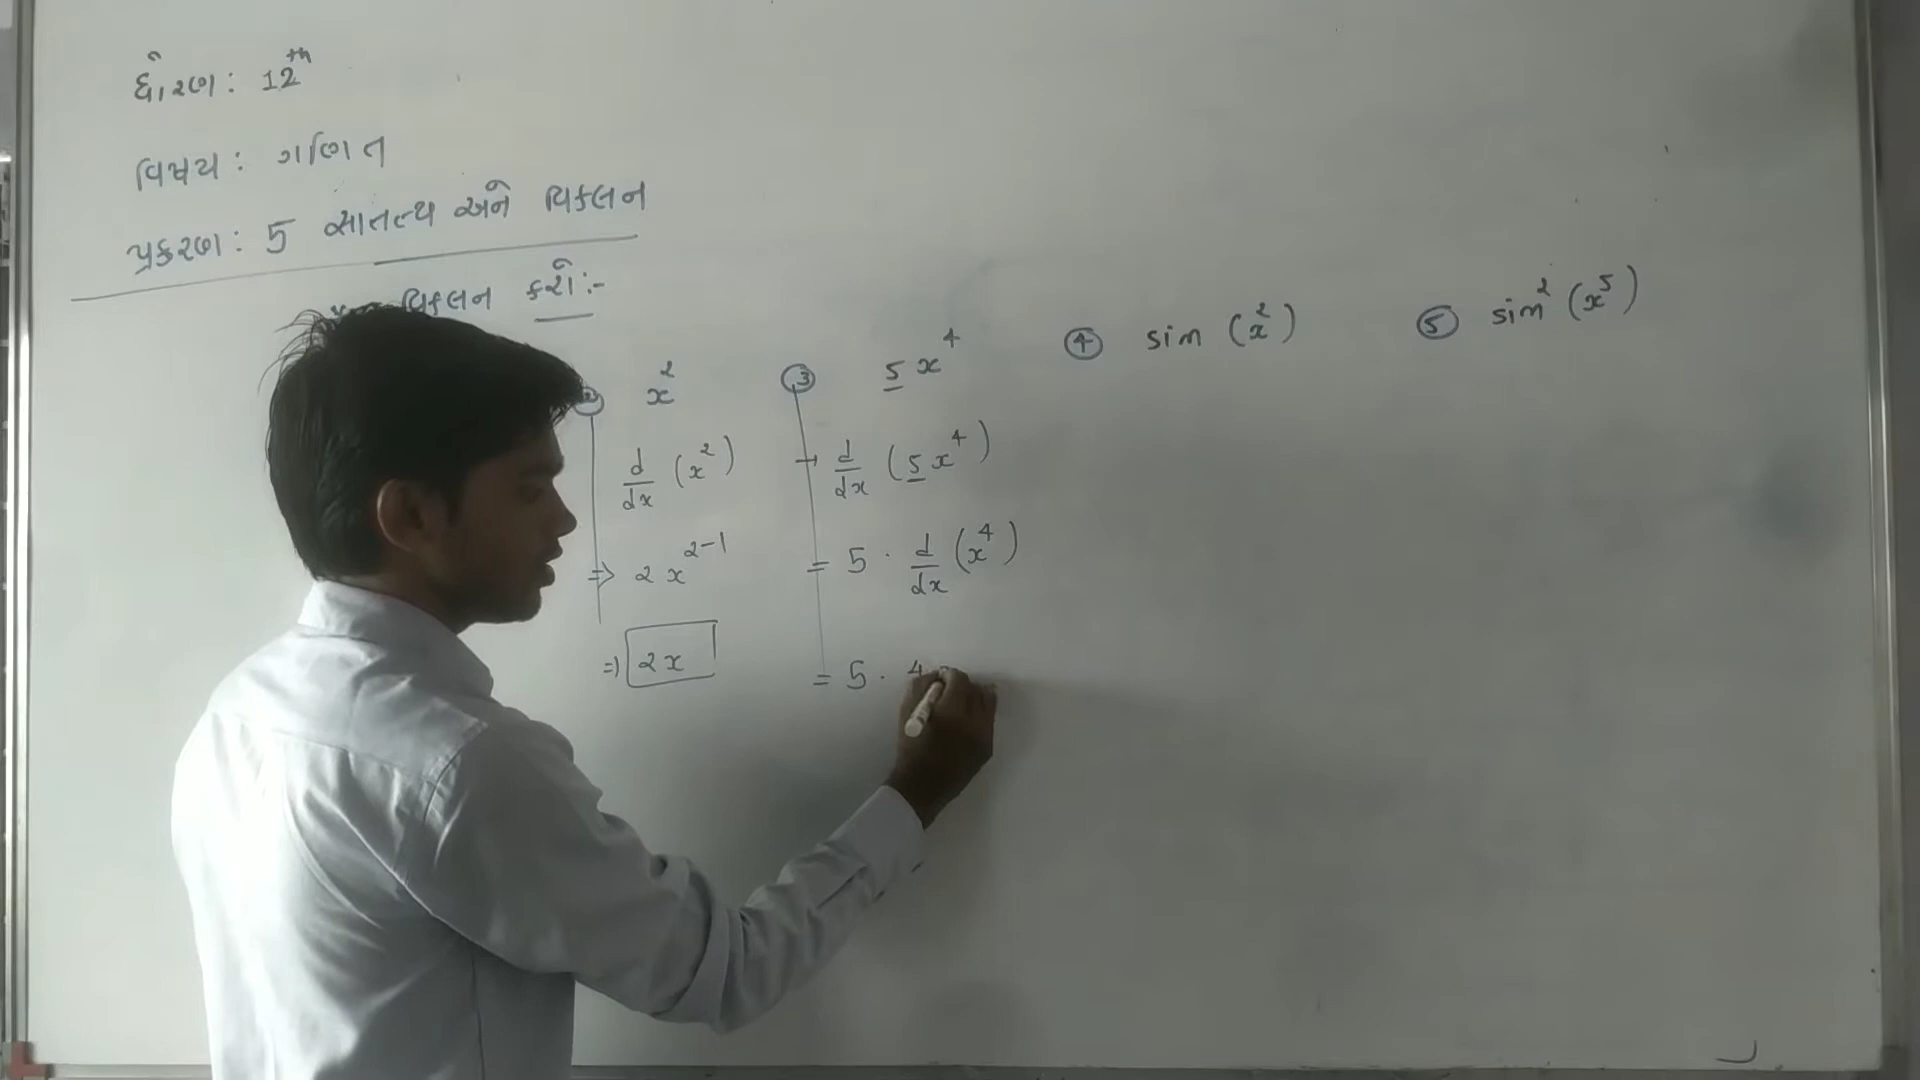 ધોરણ : 12th
વિષય : ગણિત
પ્રકરણ : 5 સાતત્ય અને વિકલન
વિકલન કરો :-
② x²
d/dx (x²)
=> 2x²⁻¹
=> 2x
③ 5x⁴
→ d/dx (5x⁴)
= 5 · d/dx (x⁴)
= 5 · 4
④ sin (x²)
⑤ sin² (x⁵)